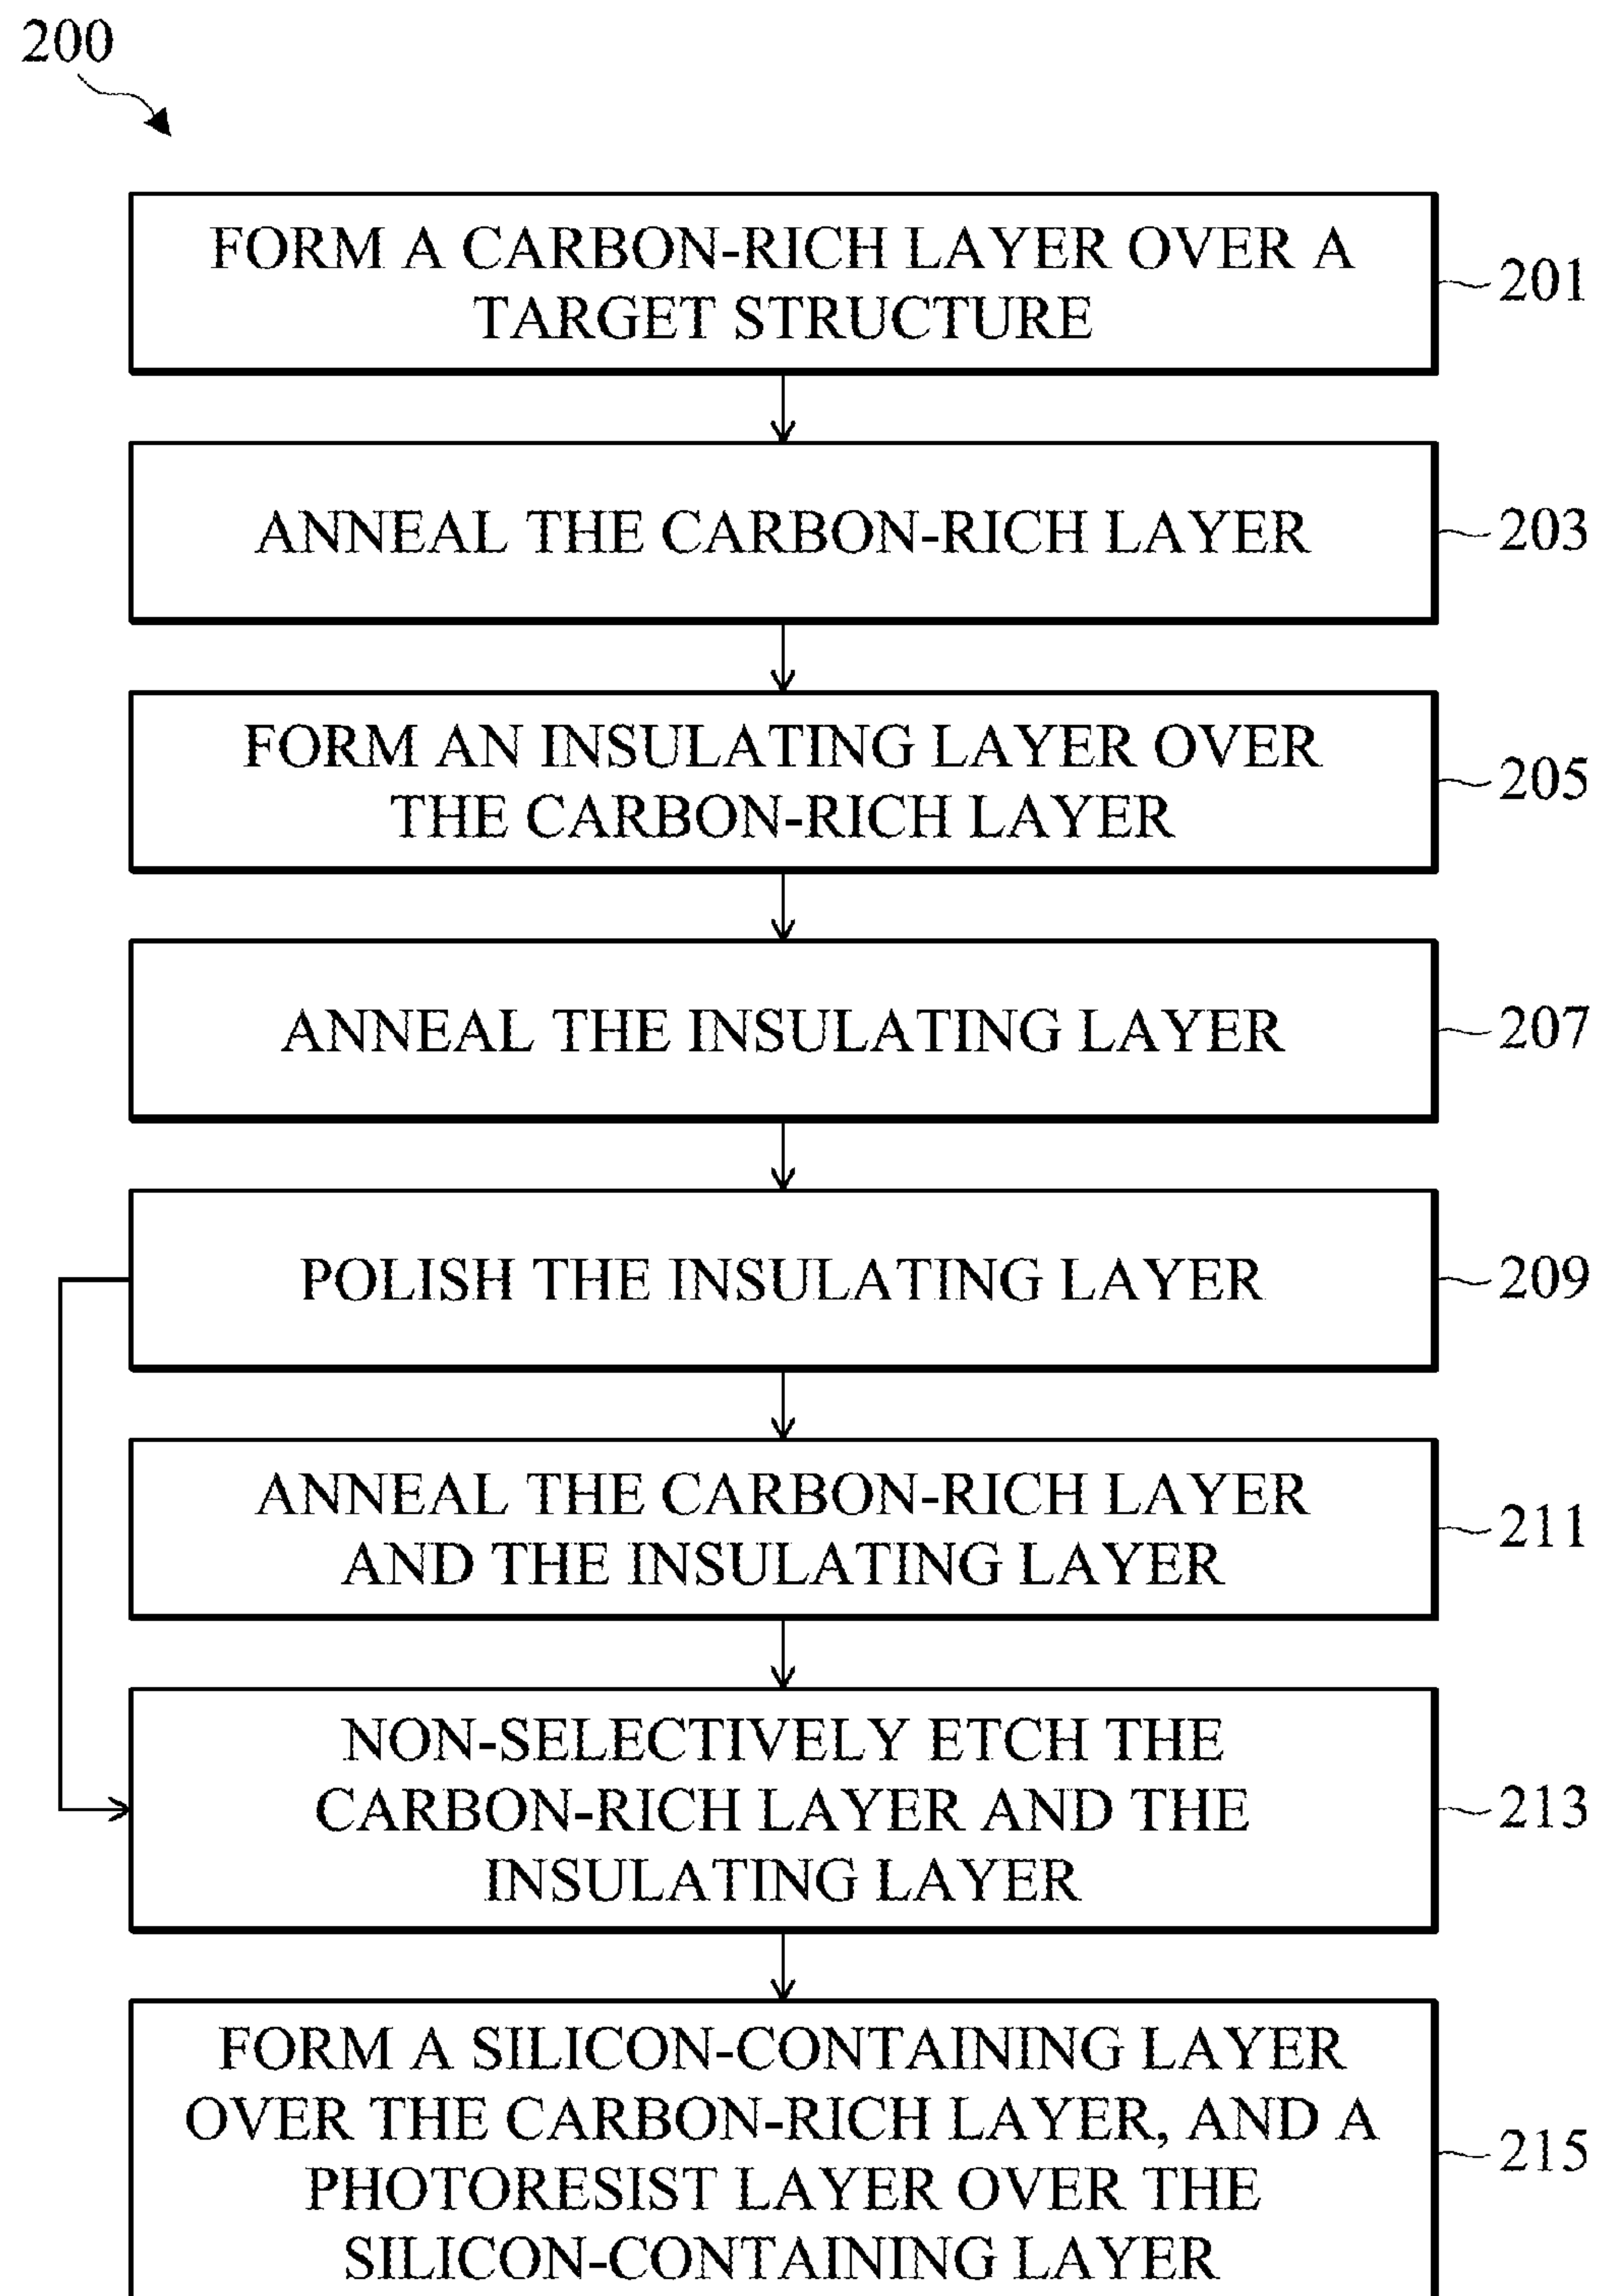 200
FORM A CARBON-RICH LAYER OVER A
TARGET STRUCTURE
201
ANNEAL THE CARBON-RICH LAYER
203
FORM AN INSULATING LAYER OVER
THE CARBON-RICH LAYER
205
ANNEAL THE INSULATING LAYER
207
POLISH THE INSULATING LAYER
209
ANNEAL THE CARBON-RICH LAYER
AND THE INSULATING LAYER
211
NON-SELECTIVELY ETCH THE
CARBON-RICH LAYER AND THE
INSULATING LAYER
213
FORM A SILICON-CONTAINING LAYER
OVER THE CARBON-RICH LAYER, AND A
PHOTORESIST LAYER OVER THE
SILICON-CONTAINING LAYER
215